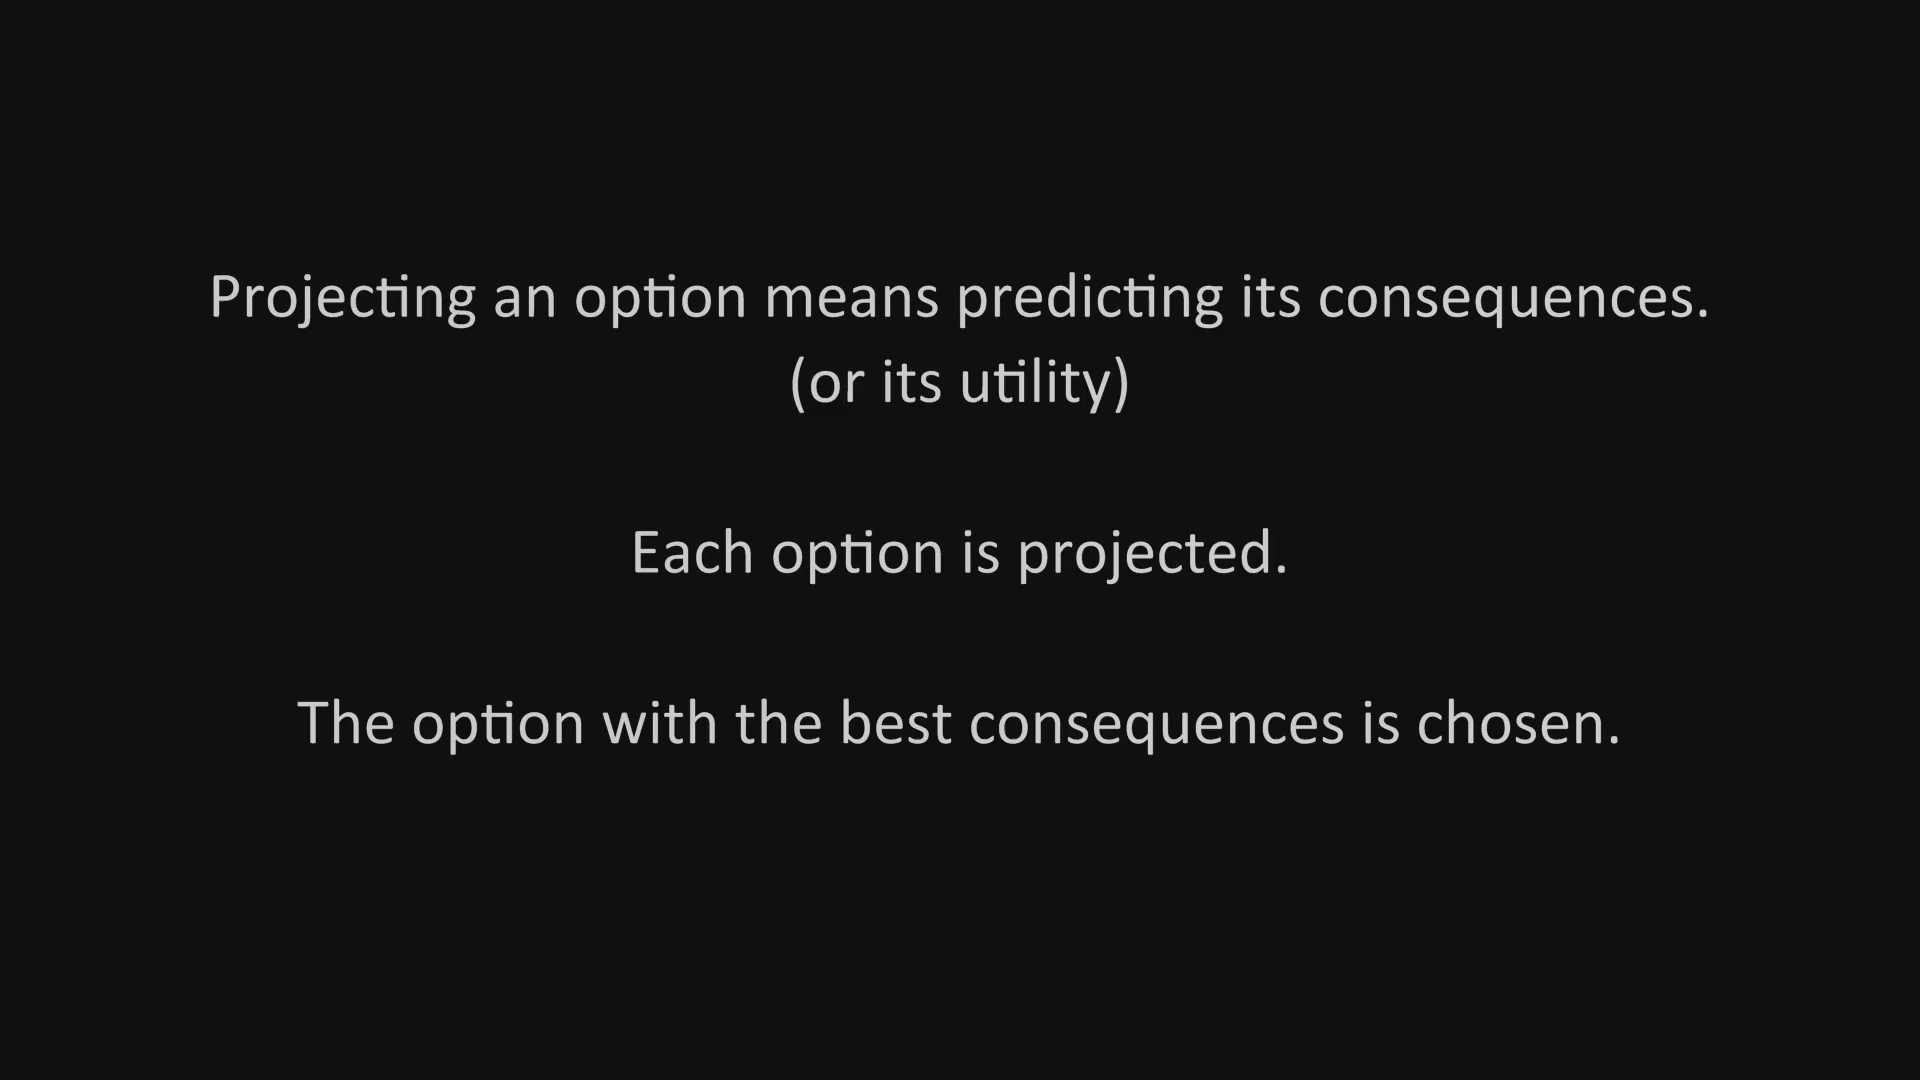 Projecting an option means predicting its consequences.
(or its utility)
Each option is projected.
The option with the best consequences is chosen.